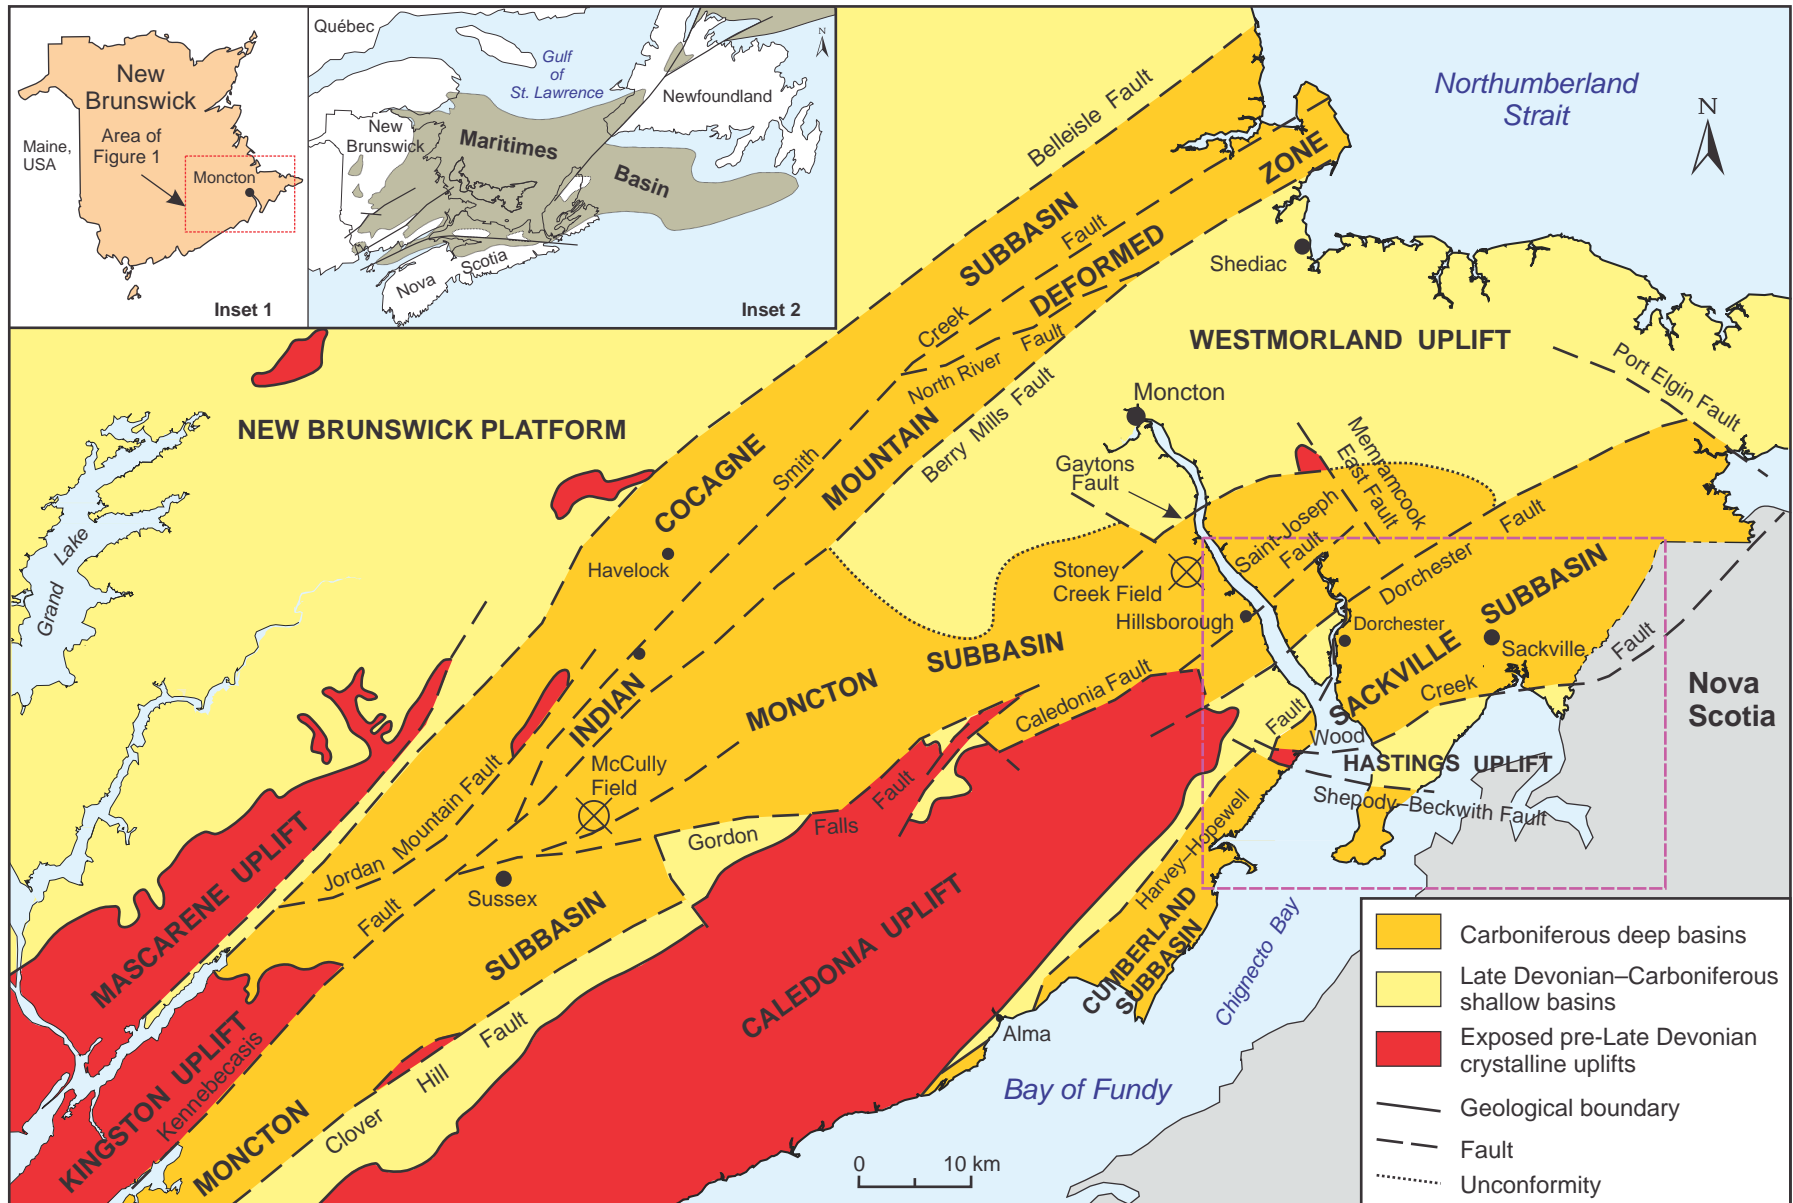 Québec
Gulf
of
St. Lawrence
Newfoundland
New
Brunswick
Maritimes
Basin
Nova
Scotia
N
Inset 2
New
Brunswick
Area of
Figure 1
Maine,
USA
Moncton
Inset 1
Northumberland
Strait
N
Belleisle Fault
ZONE
SUBBASIN
Fault
DEFORMED
Shediac
Creek
North River Fault
WESTMORLAND UPLIFT
Port Elgin Fault
NEW BRUNSWICK PLATFORM
COCAGNE
Smith
MOUNTAIN
Berry Mills Fault
Moncton
Gaytons
Fault
Memramcook
East Fault
Saint-Joseph
Fault
Fault
Dorchester
Grand Lake
Havelock
Stoney
Creek Field
Hillsborough
Dorchester
SACKVILLE SUBBASIN
Sackville
Fault
Creek
Wood
Nova
Scotia
INDIAN
MONCTON SUBBASIN
Caledonia Fault
Fault
HASTINGS UPLIFT
Shepody–Beckwith Fault
Harvey–Hopewell
McCully
Field
Jordan Mountain Fault
Gordon Falls Fault
Sussex
Fault
MASCARENE UPLIFT
SUBBASIN
CALEDONIA UPLIFT
CUMBERLAND
SUBBASIN
Chignecto Bay
KINGSTON UPLIFT
Kennebecasis
MONCTON
Clover Hill Fault
Alma
Bay of Fundy
0 10 km
Carboniferous deep basins
Late Devonian–Carboniferous
shallow basins
Exposed pre-Late Devonian
crystalline uplifts
Geological boundary
Fault
Unconformity